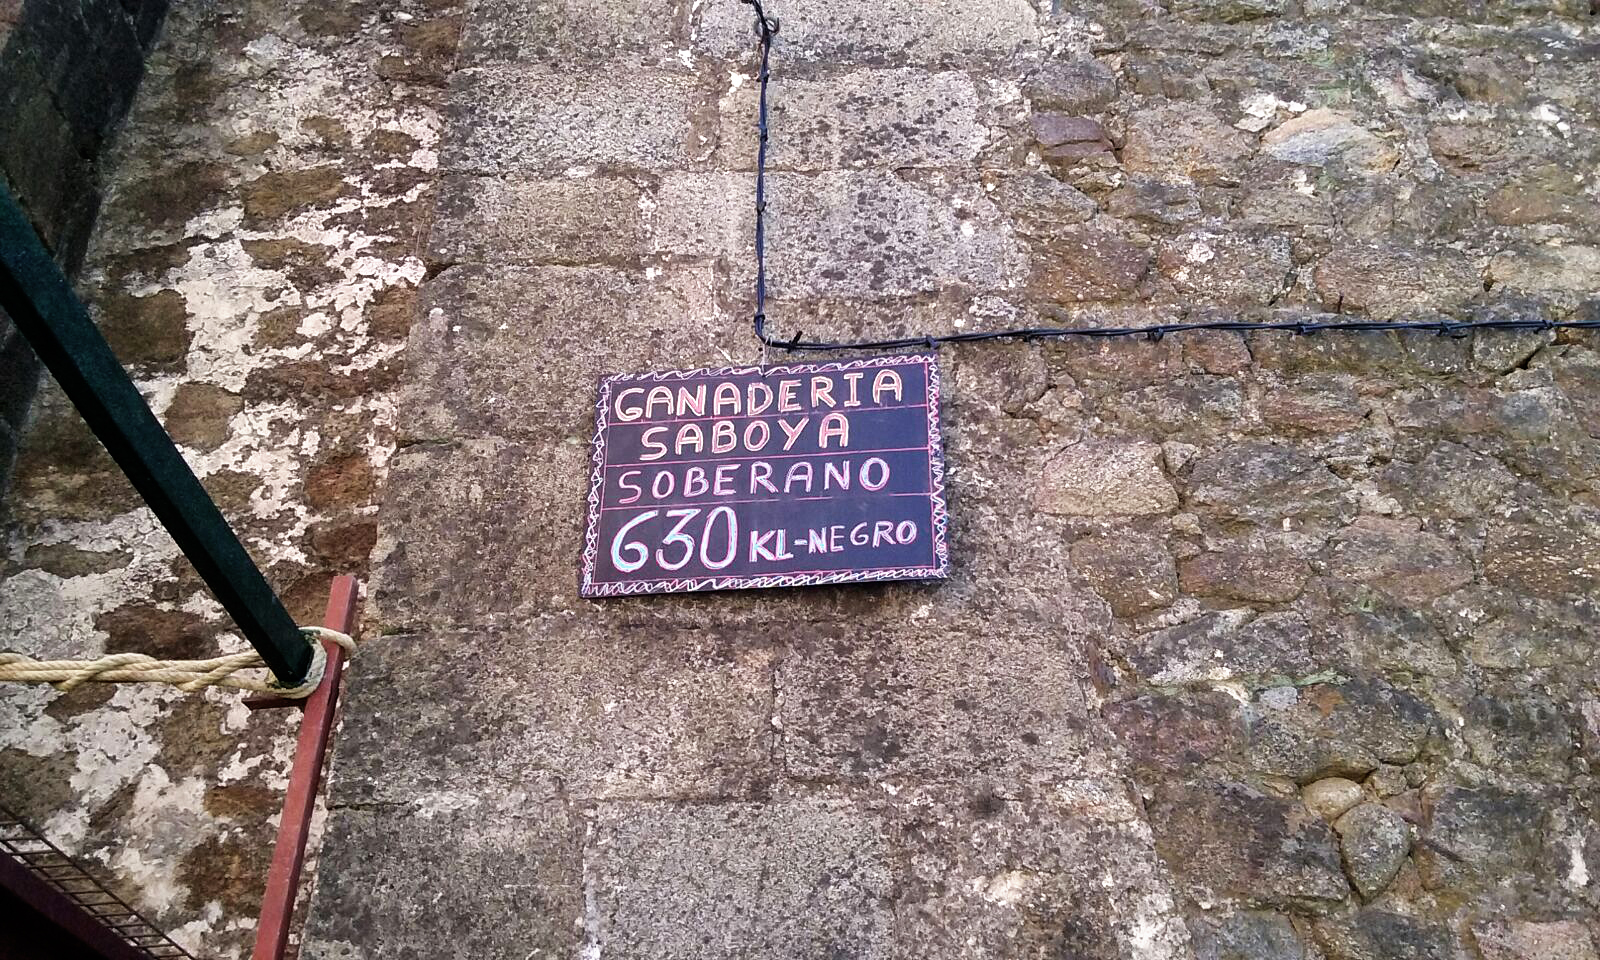 GANADERIA
SABOYA
SOBERANO
630 KL-NEGRO